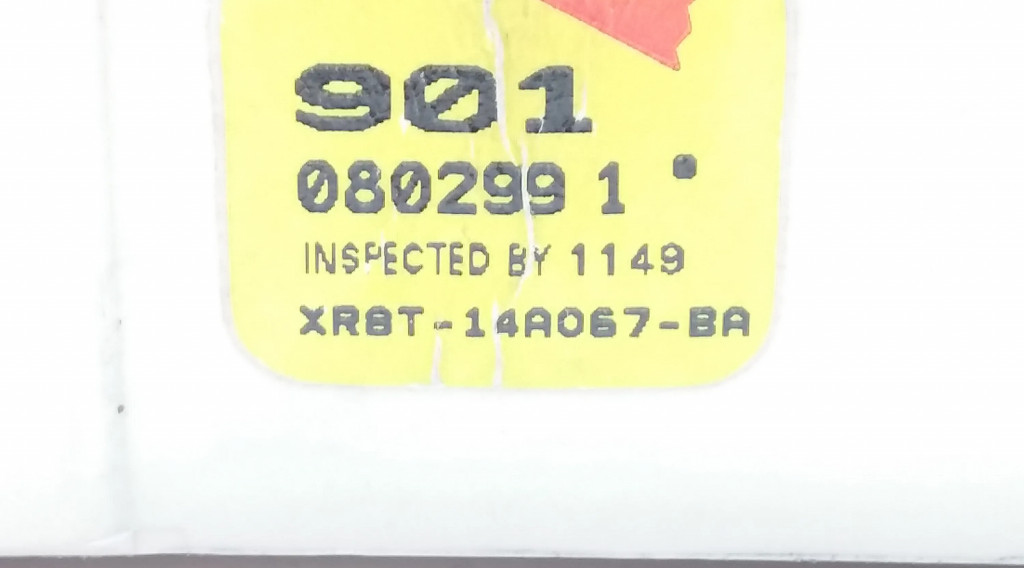 901
080299 1
INSPECTED BY 1149
XR8T-14A067-BA